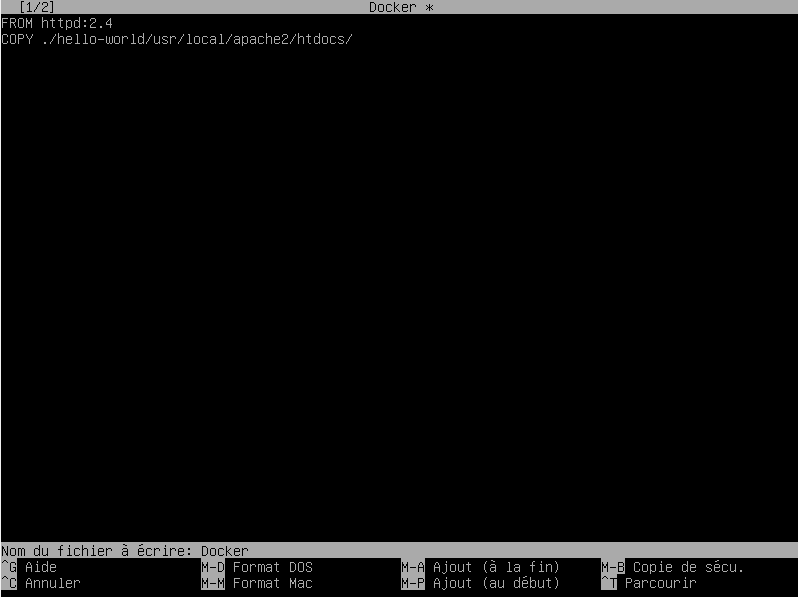 [1/2] Docker *
FROM httpd:2.4
COPY ./hello-world/usr/local/apache2/htdocs/
Nom du fichier à écrire: Docker
^G Aide M-D Format DOS M-A Ajout (à la fin) M-B Copie de sécu.
^C Annuler M-M Format Mac M-P Ajout (au début) ^T Parcourir